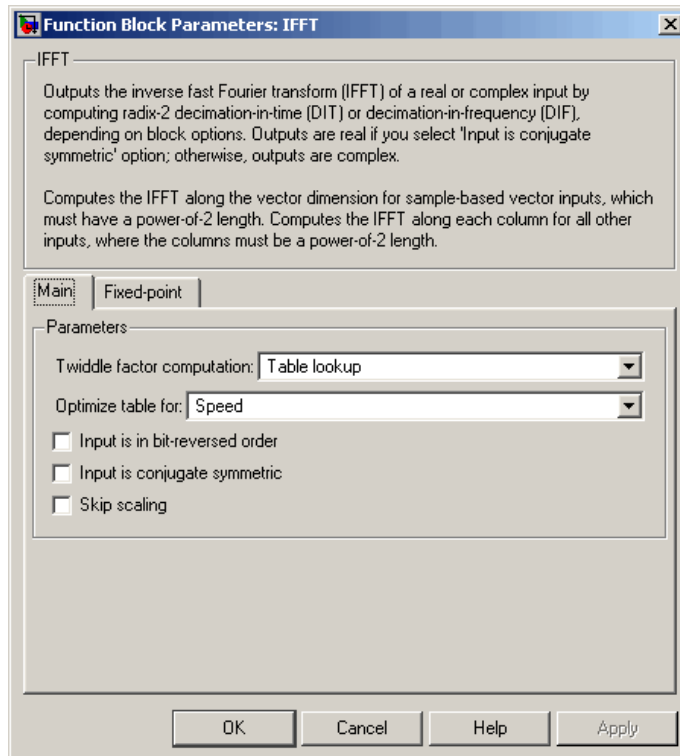 Function Block Parameters: IFFT
IFFT
Outputs the inverse fast Fourier transform (IFFT) of a real or complex input by
computing radix-2 decimation-in-time (DIT) or decimation-in-frequency (DIF),
depending on block options. Outputs are real if you select 'Input is conjugate
symmetric' option; otherwise, outputs are complex.
Computes the IFFT along the vector dimension for sample-based vector inputs, which
must have a power-of-2 length. Computes the IFFT along each column for all other
inputs, where the columns must be a power-of-2 length.
Main Fixed-point
Parameters
Twiddle factor computation: Table lookup
Optimize table for: Speed
Input is in bit-reversed order
Input is conjugate symmetric
Skip scaling
OK Cancel Help Apply